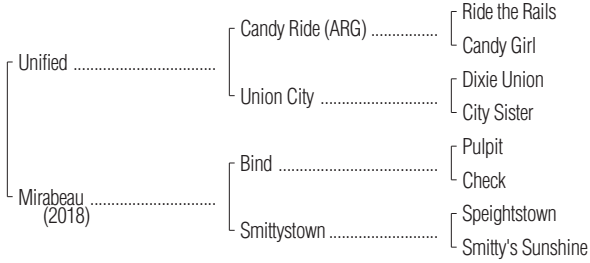 Ride the Rails
Candy Ride (ARG) ................
Candy Girl
Unified ...................................
Dixie Union
Union City .............................
City Sister
Pulpit
Bind .......................................
Check
Mirabeau ...............................
(2018)
Speightstown
Smittystown ...........................
Smitty's Sunshine